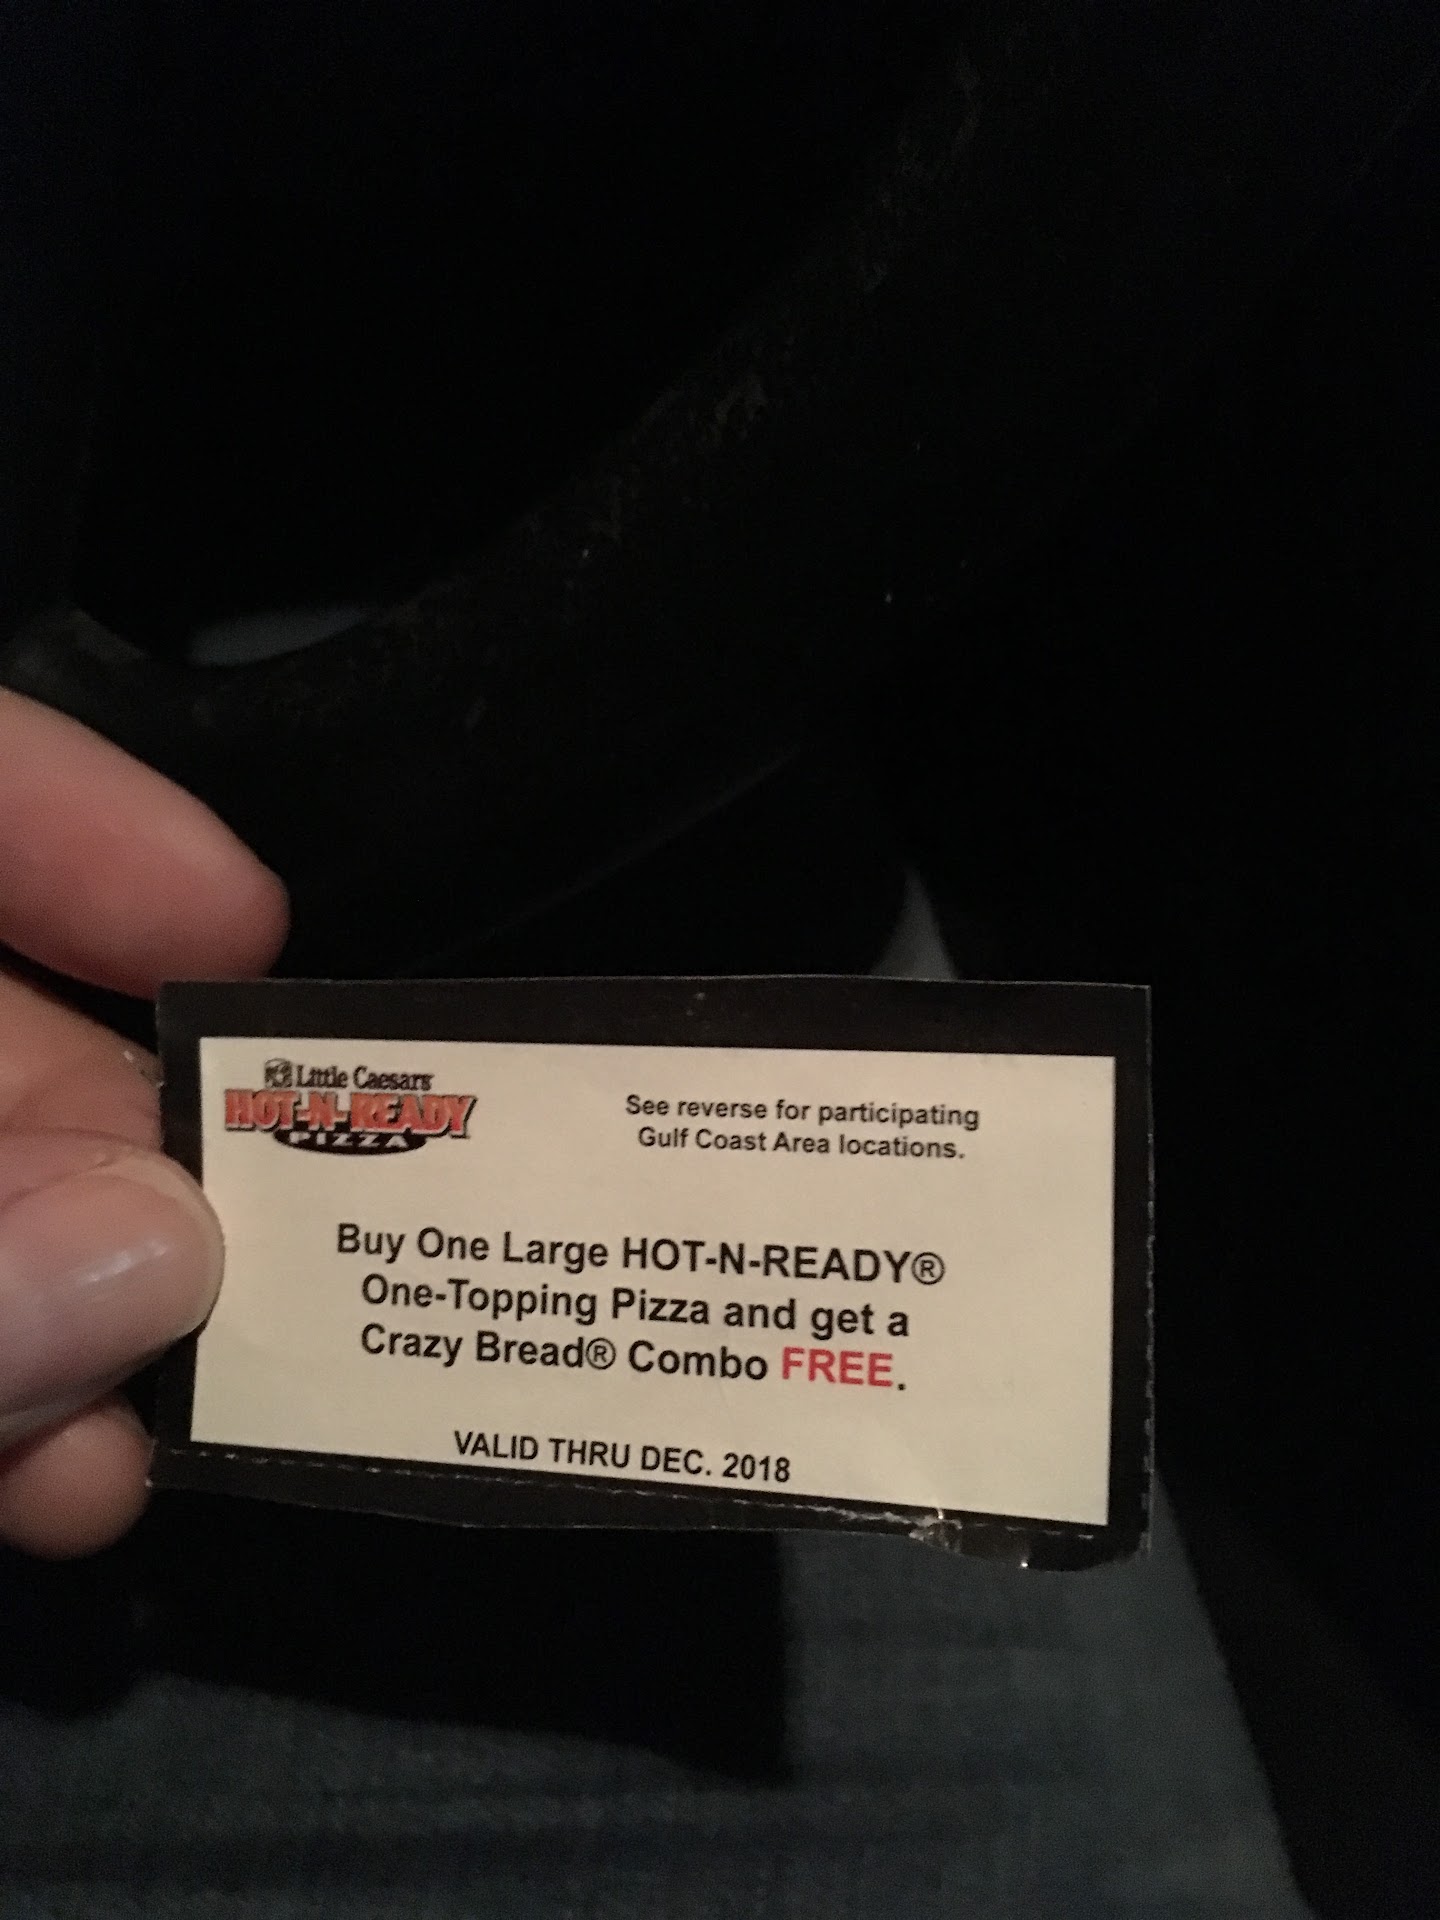 Little Caesars
HOT-N-READY
PIZZA
See reverse for participating
Gulf Coast Area locations.
Buy One Large HOT-N-READY®
One-Topping Pizza and get a
Crazy Bread® Combo FREE.
VALID THRU DEC. 2018